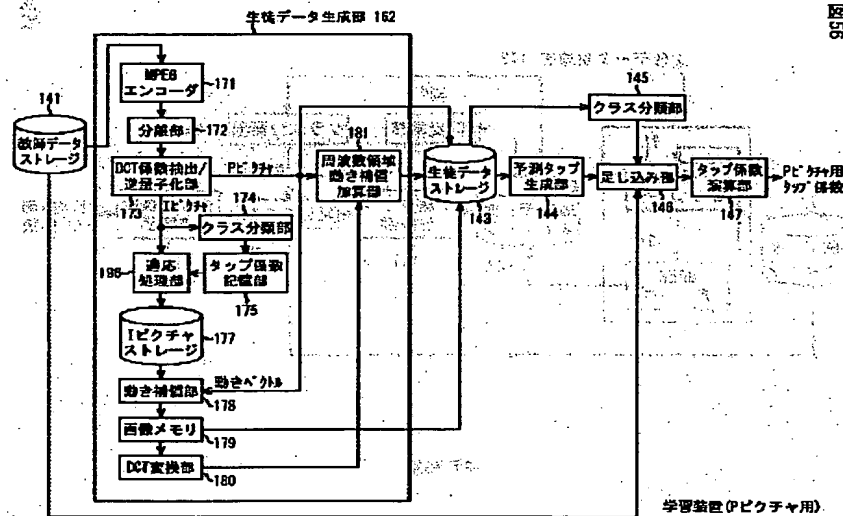 図56
生徒データ生成部 162
141
教師データ
ストレージ
MPEG
エンコーダ
171
分離部
172
DCT係数抽出/
逆量子化部
173
Pピクチャ
Iピクチャ
174
クラス分類部
適応
処理部
196
タップ係数
記憶部
175
Iピクチャ
ストレージ
177
動き補償部
178
動きベクトル
画像メモリ
179
DCT変換部
180
181
周波数領域
動き補償
加算部
生徒データ
ストレージ
143
予測タップ
生成部
144
145
クラス分類部
足し込み部
146
タップ係数
演算部
147
Pピクチャ用
タップ係数
学習装置(Pピクチャ用)